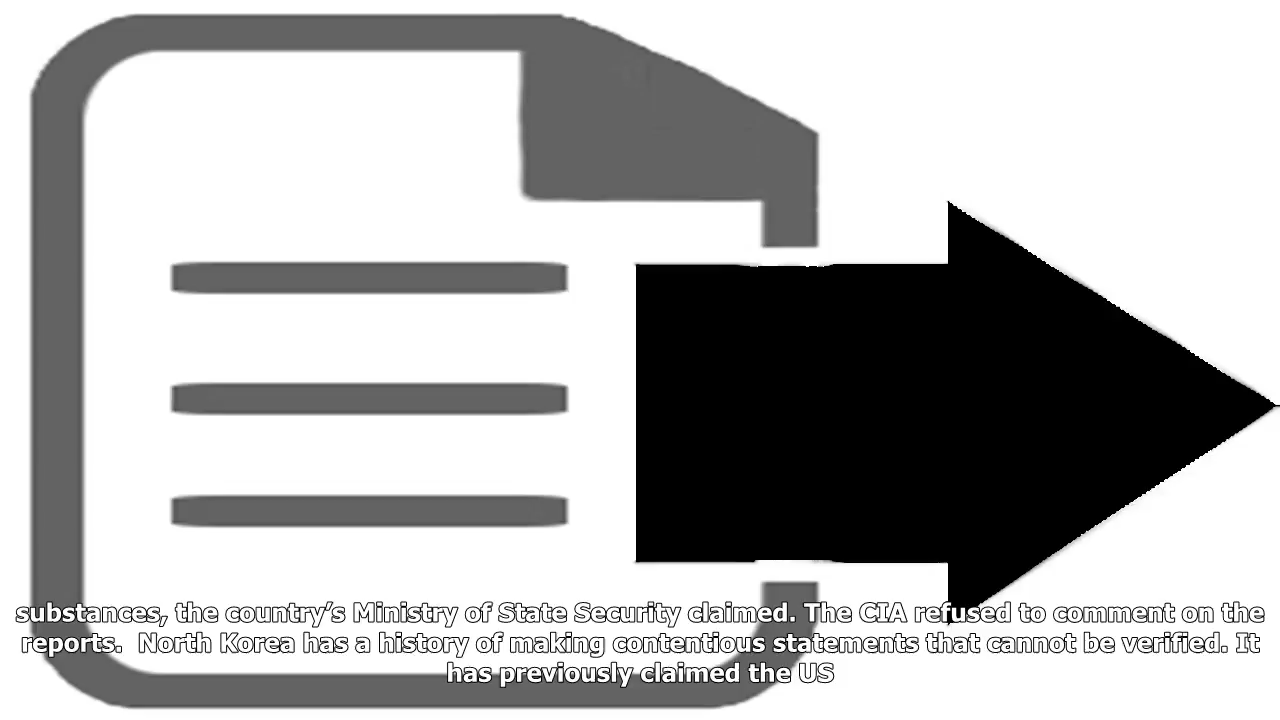 substances, the country’s Ministry of State Security claimed. The CIA refused to comment on the
reports.  North Korea has a history of making contentious statements that cannot be verified. It
has previously claimed the US